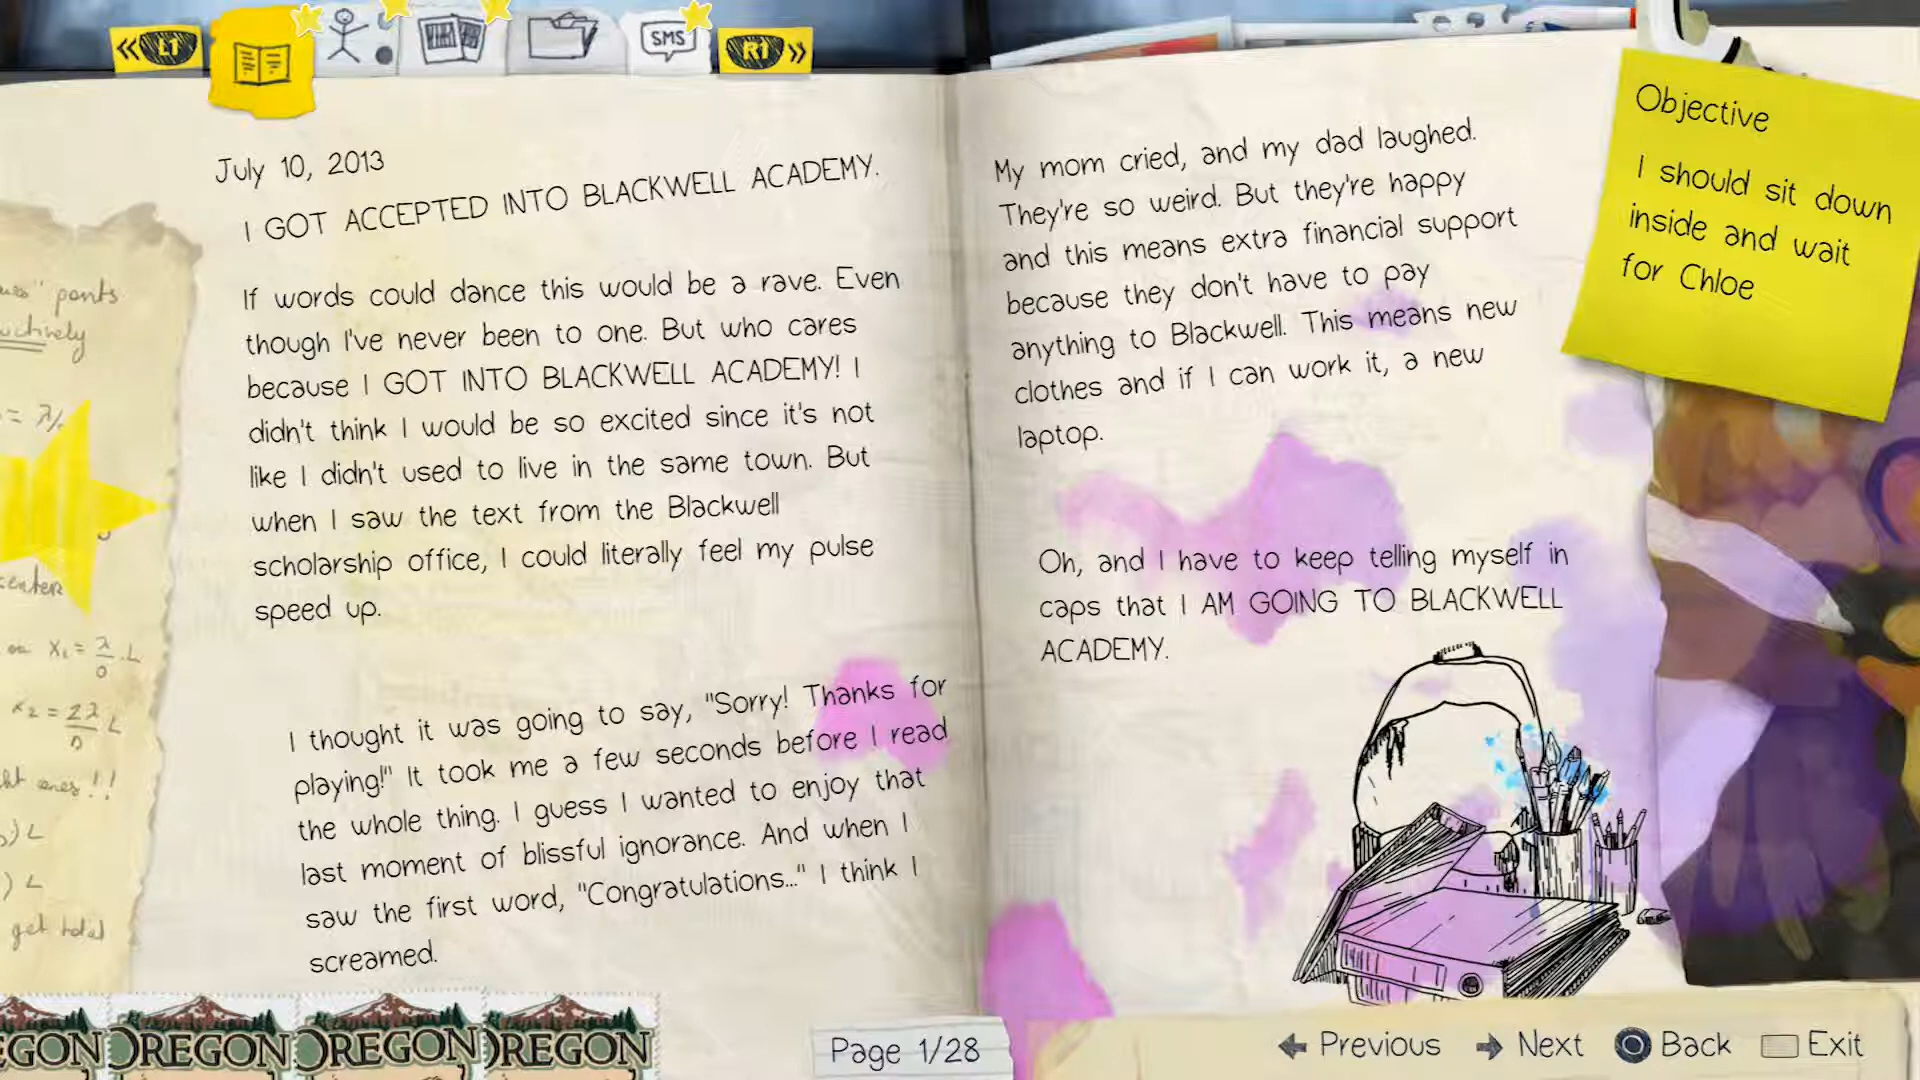 L1
SMS
R1
July 10, 2013
I GOT ACCEPTED INTO BLACKWELL ACADEMY.
If words could dance this would be a rave. Even
though I've never been to one. But who cares
because I GOT INTO BLACKWELL ACADEMY! I
didn't think I would be so excited since it's not
like I didn't used to live in the same town. But
when I saw the text from the Blackwell
scholarship office, I could literally feel my pulse
speed up.
I thought it was going to say, "Sorry! Thanks for
playing!" It took me a few seconds before I read
the whole thing. I guess I wanted to enjoy that
last moment of blissful ignorance. And when I
saw the first word, "Congratulations..." I think I
screamed.
My mom cried, and my dad laughed.
They're so weird. But they're happy
and this means extra financial support
because they don't have to pay
anything to Blackwell. This means new
clothes and if I can work it, a new
laptop.
Oh, and I have to keep telling myself in
caps that I AM GOING TO BLACKWELL
ACADEMY.
Objective
I should sit down
inside and wait
for Chloe
pants
center
get total
EGON OREGON OREGON OREGON
Page 1/28
Previous Next Back Exit